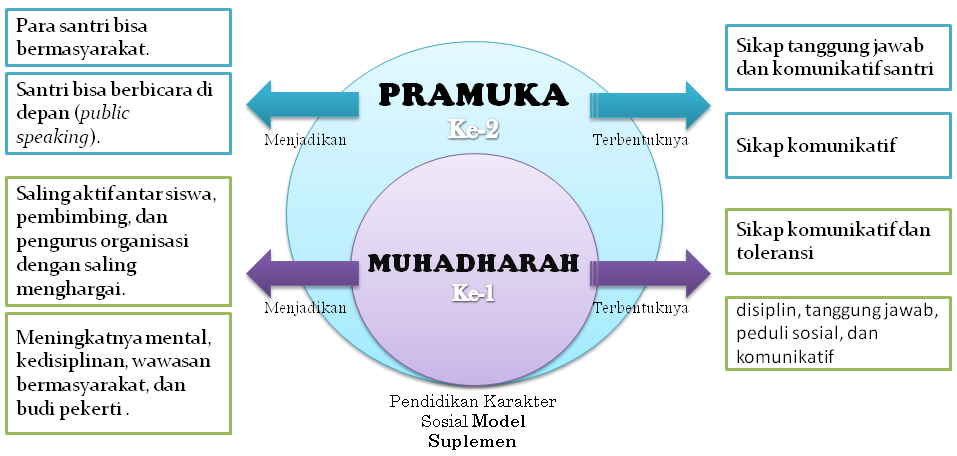 Para santri bisa
bermasyarakat.
Santri bisa berbicara di
depan (public
speaking).
Saling aktif antar siswa,
pembimbing, dan
pengurus organisasi
dengan saling
menghargai.
Meningkatnya mental,
kedisiplinan, wawasan
bermasyarakat, dan
budi pekerti .
Menjadikan
Menjadikan
PRAMUKA
Ke-2
MUHADHARAH
Ke-1
Pendidikan Karakter
Sosial Model
Suplemen
Terbentuknya
Terbentuknya
Sikap tanggung jawab
dan komunikatif santri
Sikap komunikatif
Sikap komunikatif dan
toleransi
disiplin, tanggung jawab,
peduli sosial, dan
komunikatif